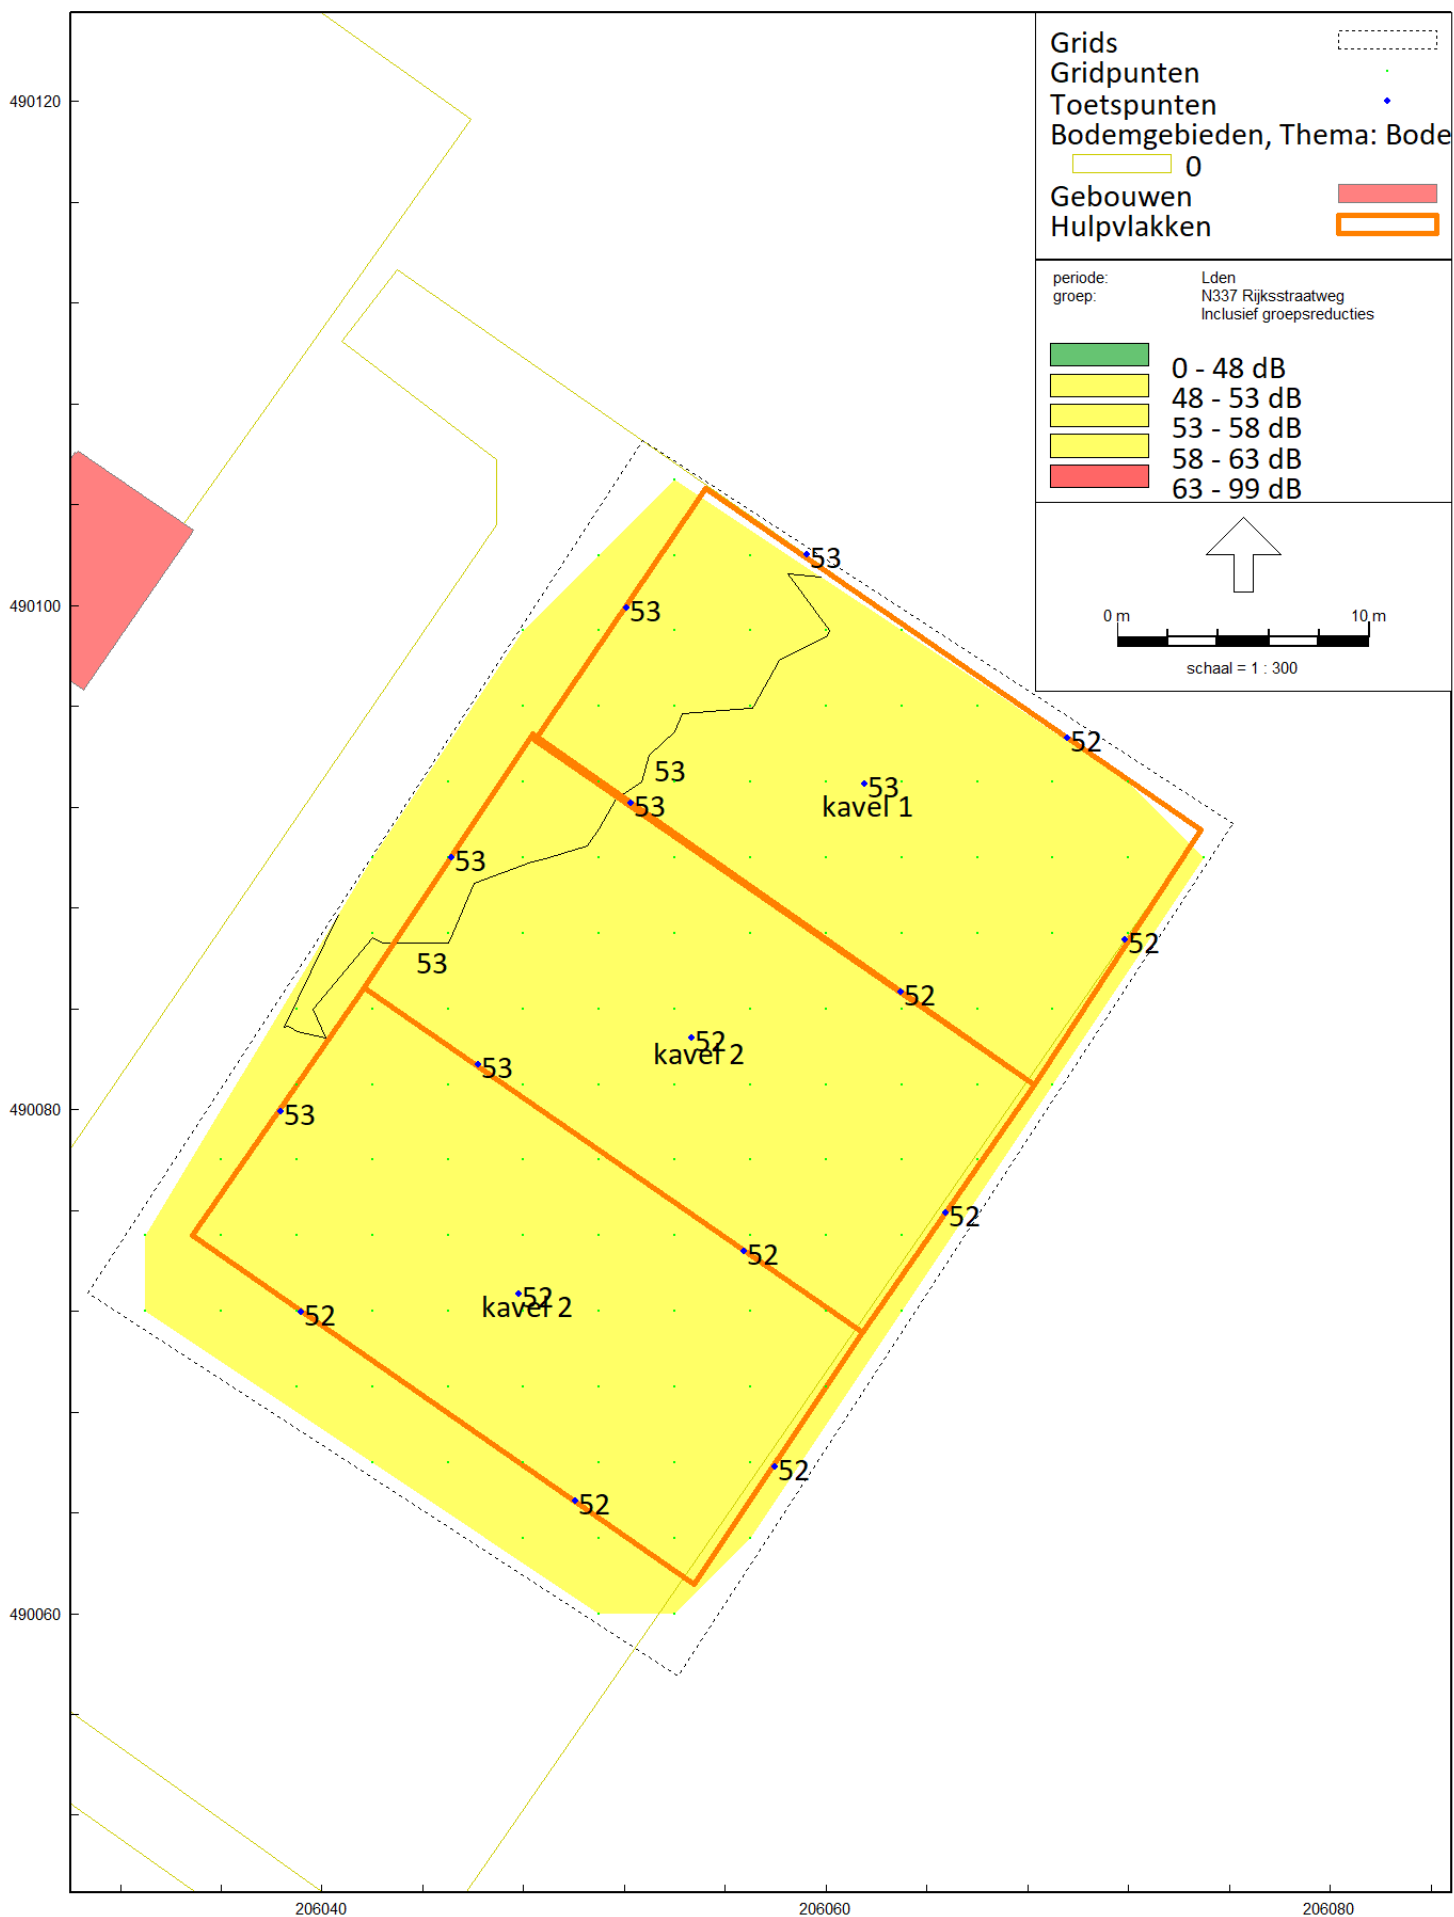 Grids
Gridpunten
Toetspunten
Bodemgebieden, Thema: Bode
0
Gebouwen
Hulpvlakken
periode: Lden
groep: N337 Rijksstraatweg
Inclusief groepsreducties
0 - 48 dB
48 - 53 dB
53 - 58 dB
58 - 63 dB
63 - 99 dB
0 m 10 m
schaal = 1 : 300
490120
490100
490080
490060
206040 206060 206080
53
53
52
53
53
53
kavel 1
53
52
53
52
52
kavel 2
53
53
52
52
52
kavel 2
52
52
52